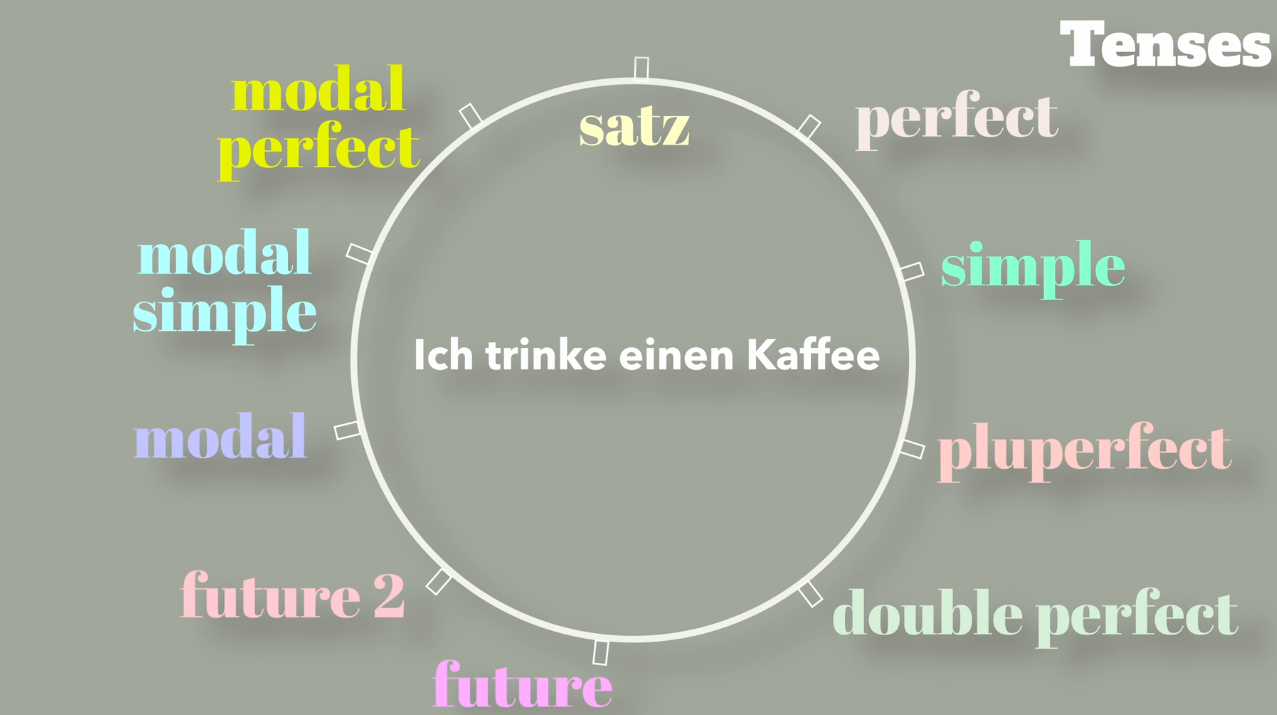 Tenses
satz
perfect
simple
pluperfect
double perfect
future
future 2
modal
modal
simple
modal
perfect
Ich trinke einen Kaffee